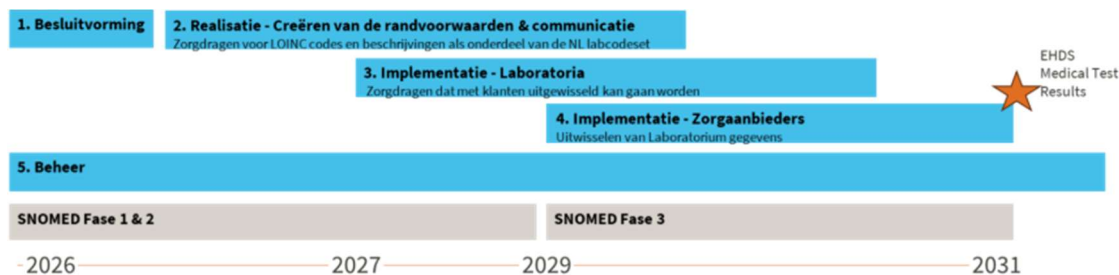 1. Besluitvorming
2. Realisatie - Creëren van de randvoorwaarden & communicatie
Zorgdragen voor LOINC codes en beschrijvingen als onderdeel van de NL labcodeset
3. Implementatie - Laboratoria
Zorgdragen dat met klanten uitgewisseld kan gaan worden
EHDS
Medical Test
Results
4. Implementatie - Zorgaanbieders
Uitwisselen van Laboratorium gegevens
5. Beheer
SNOMED Fase 1 & 2
SNOMED Fase 3
2026
2027
2029
2031